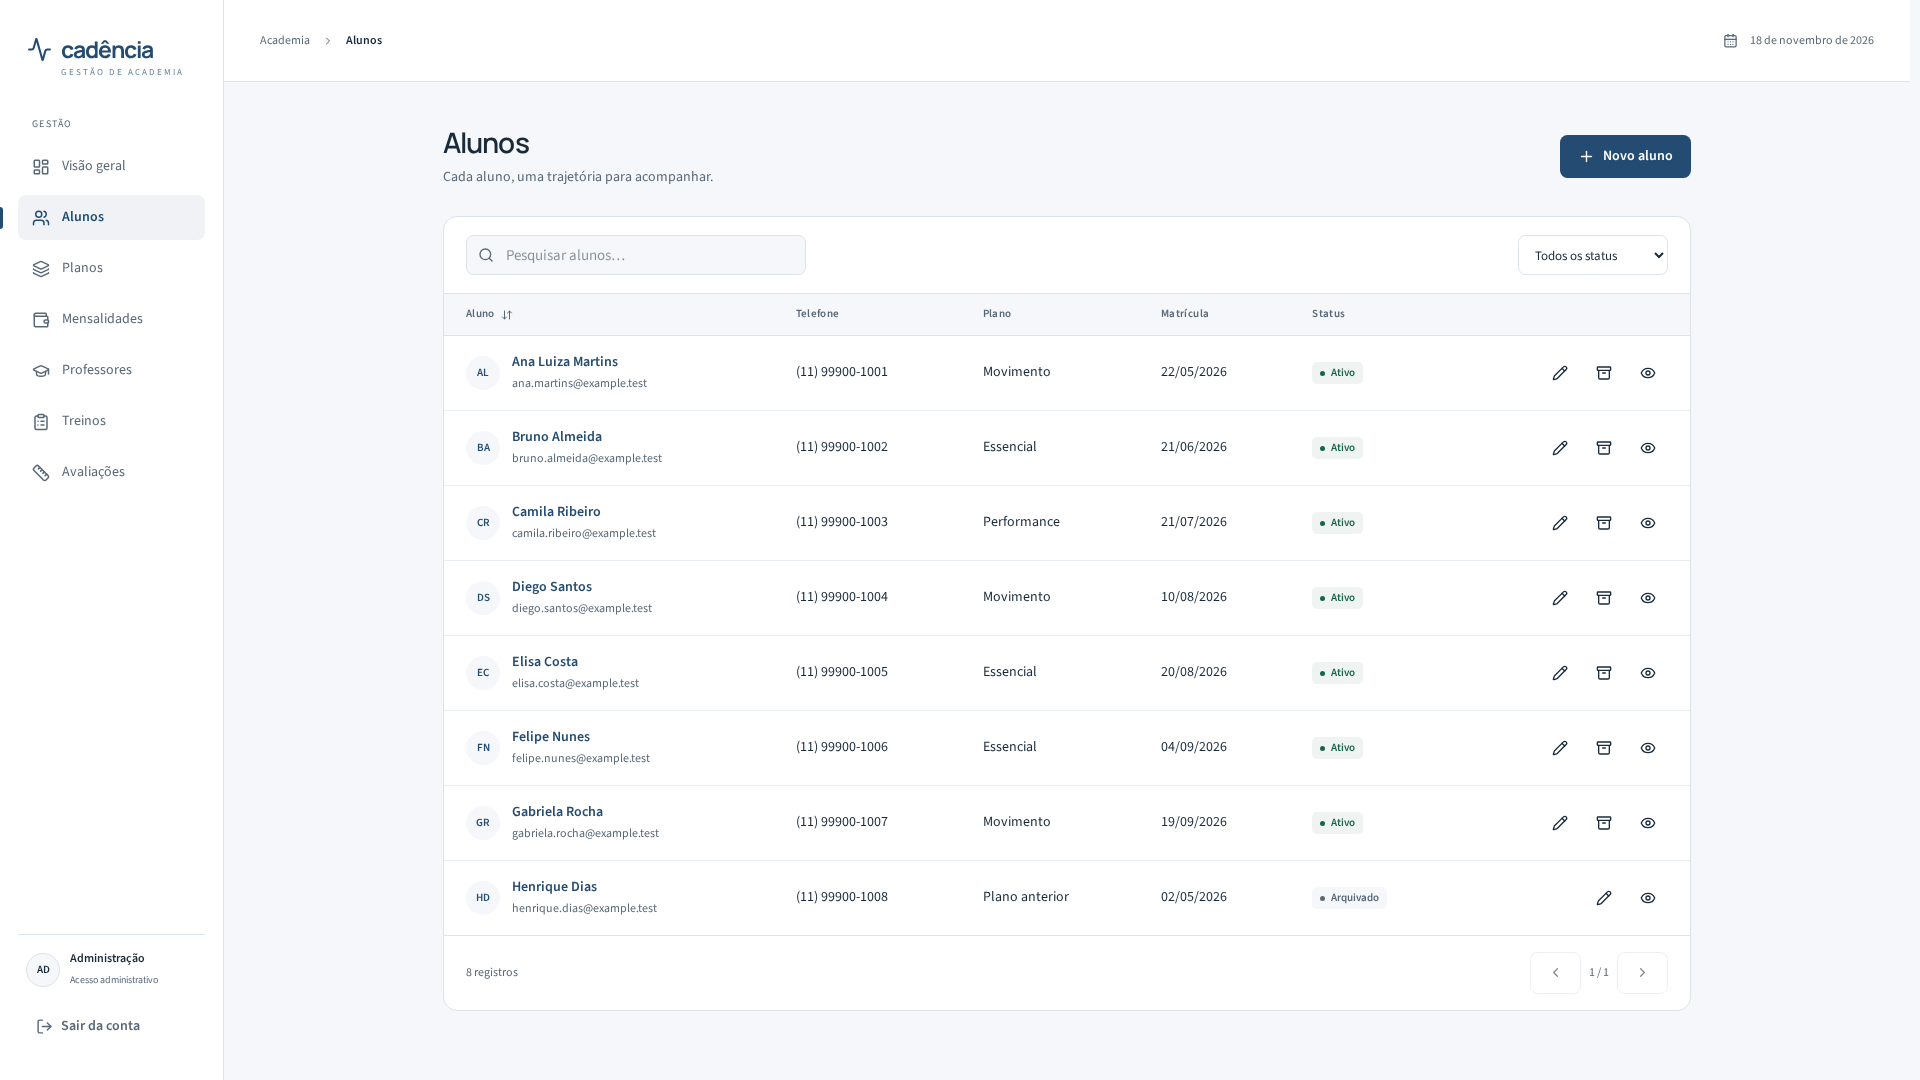 cadência
GESTÃO DE ACADEMIA
GESTÃO
Visão geral
Alunos
Planos
Mensalidades
Professores
Treinos
Avaliações
AD
Administração
Acesso administrativo
Sair da conta
Academia
Alunos
18 de novembro de 2026
Alunos
Cada aluno, uma trajetória para acompanhar.
Novo aluno
Pesquisar alunos...
Todos os status
Aluno Telefone Plano Matrícula Status
AL Ana Luiza Martins (11) 99900-1001 Movimento 22/05/2026 Ativo
ana.martins@example.test
BA Bruno Almeida (11) 99900-1002 Essencial 21/06/2026 Ativo
bruno.almeida@example.test
CR Camila Ribeiro (11) 99900-1003 Performance 21/07/2026 Ativo
camila.ribeiro@example.test
DS Diego Santos (11) 99900-1004 Movimento 10/08/2026 Ativo
diego.santos@example.test
EC Elisa Costa (11) 99900-1005 Essencial 20/08/2026 Ativo
elisa.costa@example.test
FN Felipe Nunes (11) 99900-1006 Essencial 04/09/2026 Ativo
felipe.nunes@example.test
GR Gabriela Rocha (11) 99900-1007 Movimento 19/09/2026 Ativo
gabriela.rocha@example.test
HD Henrique Dias (11) 99900-1008 Plano anterior 02/05/2026 Arquivado
henrique.dias@example.test
8 registros
1 / 1